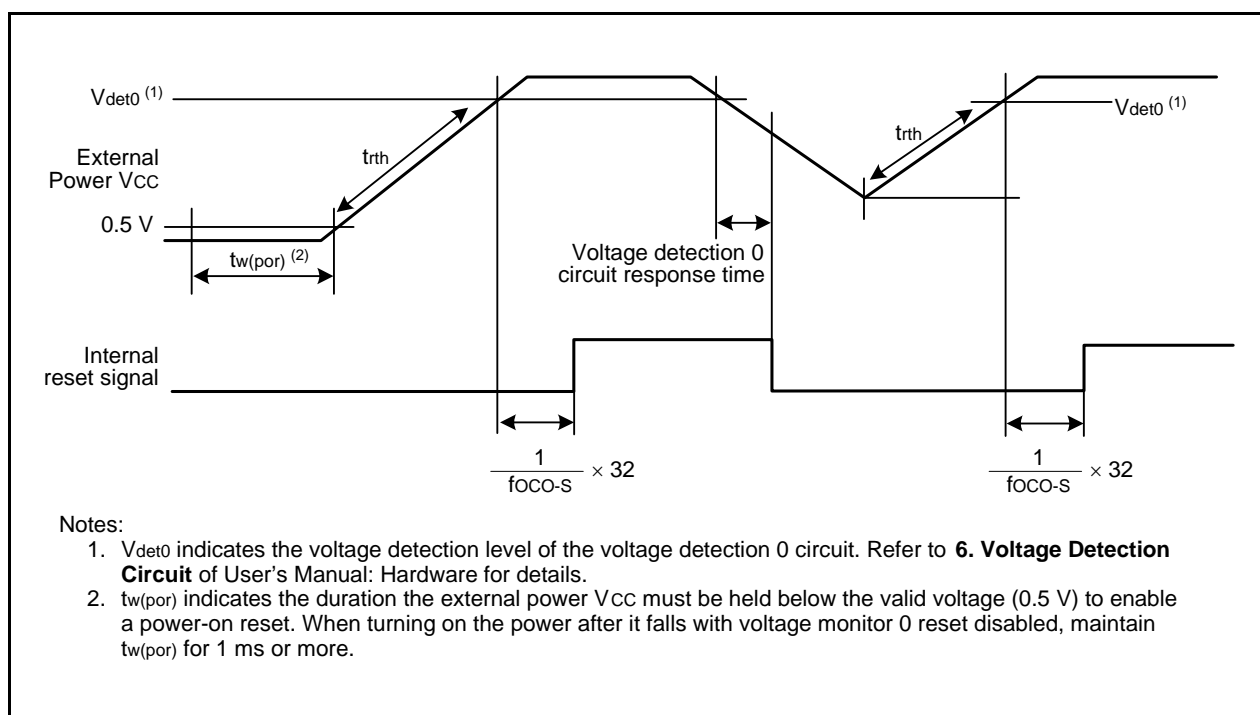 Vdet0 (1)
External
Power VCC
0.5 V
trth
tw(por) (2)
Voltage detection 0
circuit response time
trth
Vdet0 (1)
Internal
reset signal
1
fOCO-S
× 32
1
fOCO-S
× 32
Notes:
1. Vdet0 indicates the voltage detection level of the voltage detection 0 circuit. Refer to 6. Voltage Detection
Circuit of User's Manual: Hardware for details.
2. tw(por) indicates the duration the external power VCC must be held below the valid voltage (0.5 V) to enable
a power-on reset. When turning on the power after it falls with voltage monitor 0 reset disabled, maintain
tw(por) for 1 ms or more.